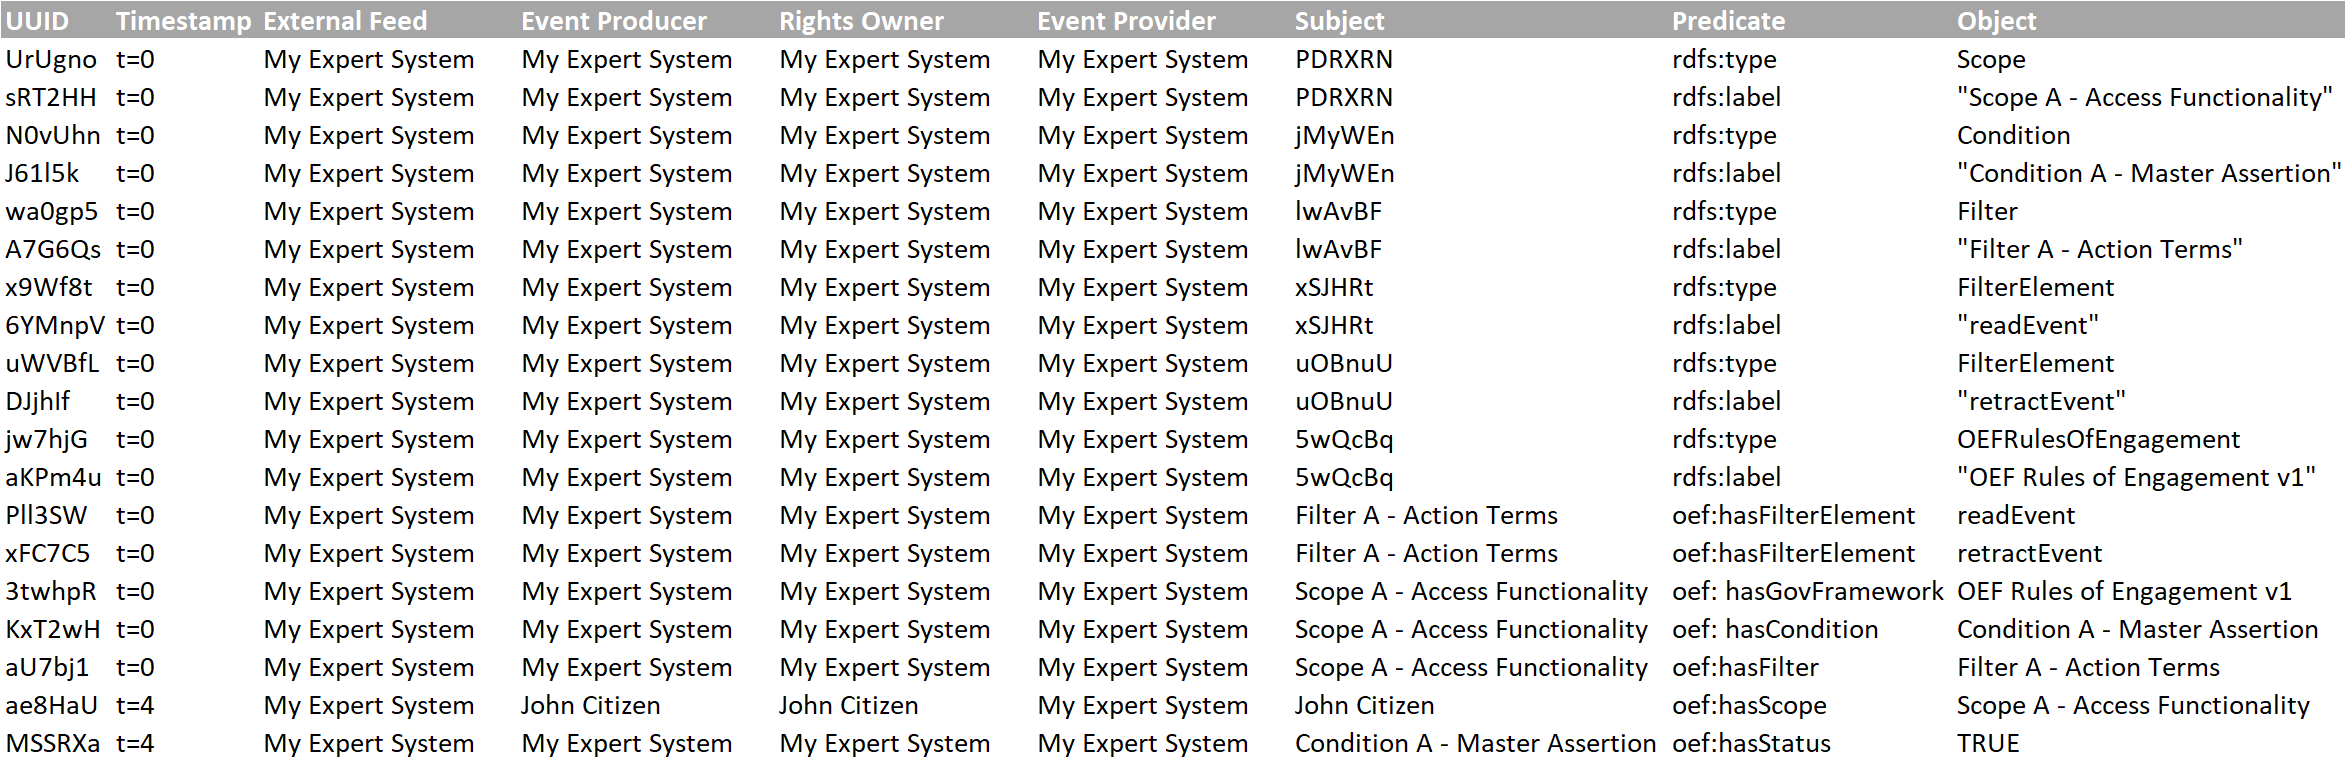 UUID Timestamp External Feed Event Producer Rights Owner Event Provider Subject Predicate Object
UrUgno t=0 My Expert System My Expert System My Expert System My Expert System PDRXRN rdfs:type Scope
sRT2HH t=0 My Expert System My Expert System My Expert System My Expert System PDRXRN rdfs:label "Scope A - Access Functionality"
N0vUhn t=0 My Expert System My Expert System My Expert System My Expert System jMyWEn rdfs:type Condition
J61l5k t=0 My Expert System My Expert System My Expert System My Expert System jMyWEn rdfs:label "Condition A - Master Assertion"
wa0gp5 t=0 My Expert System My Expert System My Expert System My Expert System lwAvBF rdfs:type Filter
A7G6Qs t=0 My Expert System My Expert System My Expert System My Expert System lwAvBF rdfs:label "Filter A - Action Terms"
x9Wf8t t=0 My Expert System My Expert System My Expert System My Expert System xSJHRt rdfs:type FilterElement
6YMnpV t=0 My Expert System My Expert System My Expert System My Expert System xSJHRt rdfs:label "readEvent"
uWVBfL t=0 My Expert System My Expert System My Expert System My Expert System uOBnuU rdfs:type FilterElement
DJjhIf t=0 My Expert System My Expert System My Expert System My Expert System uOBnuU rdfs:label "retractEvent"
jw7hjG t=0 My Expert System My Expert System My Expert System My Expert System 5wQcBq rdfs:type OEFRulesOfEngagement
aKPm4u t=0 My Expert System My Expert System My Expert System My Expert System 5wQcBq rdfs:label "OEF Rules of Engagement v1"
Pll3SW t=0 My Expert System My Expert System My Expert System My Expert System Filter A - Action Terms oef:hasFilterElement readEvent
xFC7C5 t=0 My Expert System My Expert System My Expert System My Expert System Filter A - Action Terms oef:hasFilterElement retractEvent
3twhpR t=0 My Expert System My Expert System My Expert System My Expert System Scope A - Access Functionality oef: hasGovFramework OEF Rules of Engagement v1
KxT2wH t=0 My Expert System My Expert System My Expert System My Expert System Scope A - Access Functionality oef: hasCondition Condition A - Master Assertion
aU7bj1 t=0 My Expert System My Expert System My Expert System My Expert System Scope A - Access Functionality oef:hasFilter Filter A - Action Terms
ae8HaU t=4 My Expert System John Citizen John Citizen My Expert System John Citizen oef:hasScope Scope A - Access Functionality
MSSRXa t=4 My Expert System My Expert System My Expert System My Expert System Condition A - Master Assertion oef:hasStatus TRUE